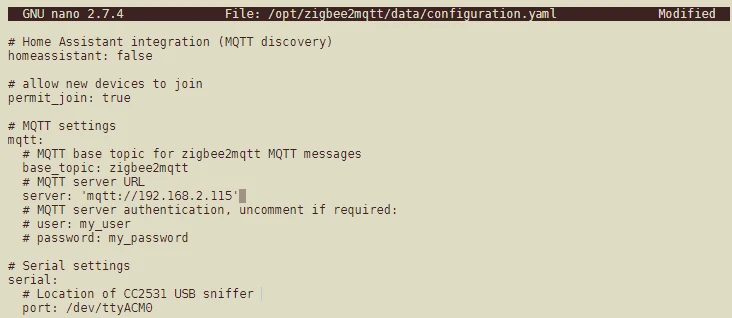 GNU nano 2.7.4 File: /opt/zigbee2mqtt/data/configuration.yaml Modified
# Home Assistant integration (MQTT discovery)
homeassistant: false
# allow new devices to join
permit_join: true
# MQTT settings
mqtt:
# MQTT base topic for zigbee2mqtt MQTT messages
base_topic: zigbee2mqtt
# MQTT server URL
server: 'mqtt://192.168.2.115'
# MQTT server authentication, uncomment if required:
# user: my_user
# password: my_password
# Serial settings
serial:
# Location of CC2531 USB sniffer
port: /dev/ttyACM0